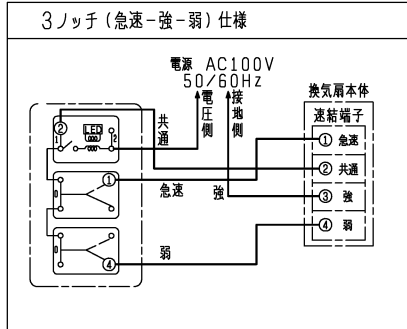 3ノッチ(急速-強-弱)仕様
電源 AC100V
50/60Hz
電圧側
接地側
換気扇本体
速結端子
共通
② LED
1 2
① 急速
② 共通
③ 強
④ 弱
0 ①
急速
強
0 ④
弱